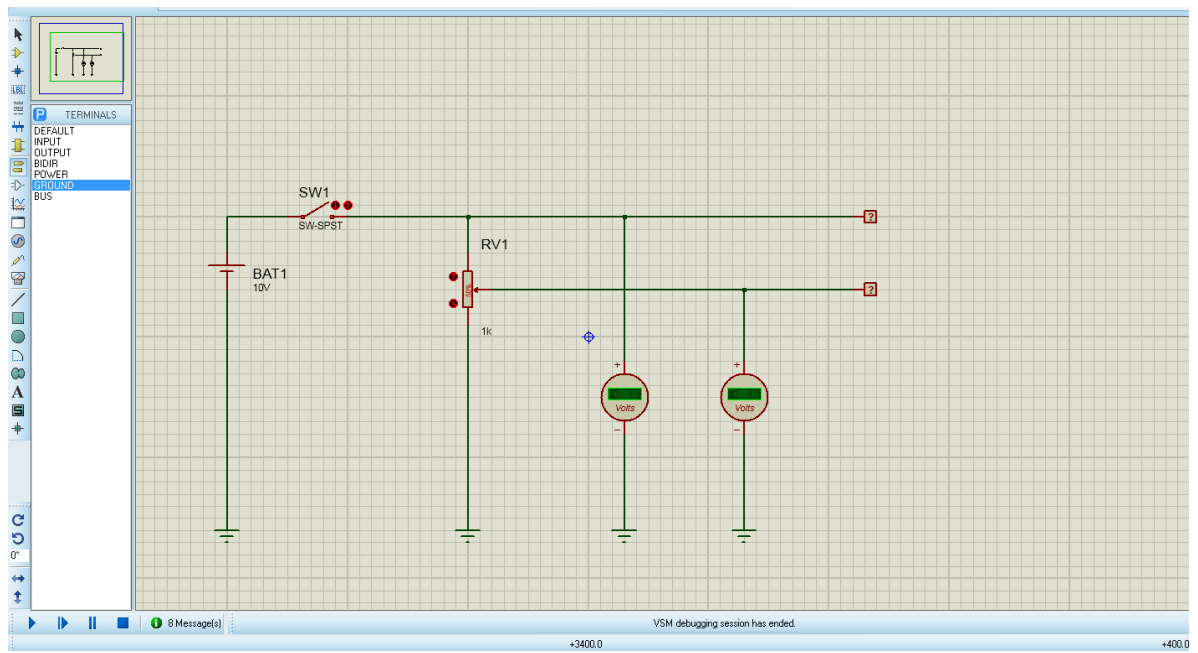 P TERMINALS
DEFAULT
INPUT
OUTPUT
BIDIR
POWER
GROUND
BUS
LBL
A
S
0°
SW1
SW-SPST
BAT1
10V
RV1
1k
?
?
+
Volts
−
+
Volts
−
8 Message(s)
VSM debugging session has ended.
+3400.0
+400.0